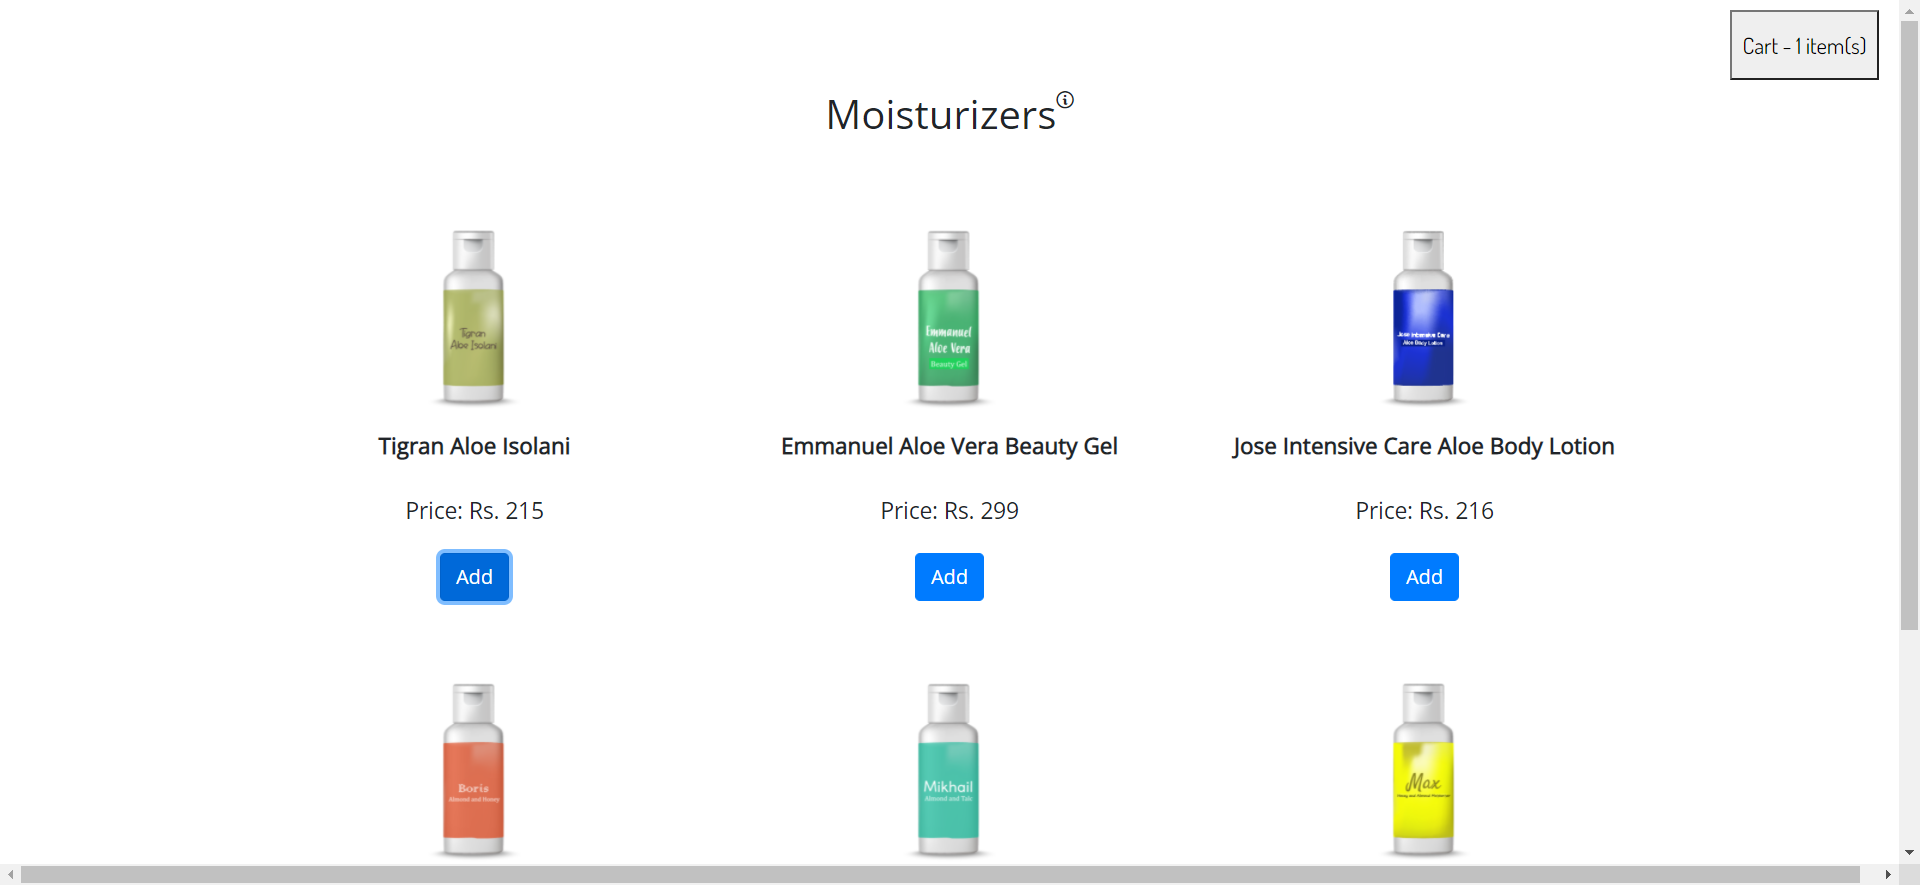 Cart - 1 item(s)
Moisturizers
Tigran
Aloe Isolani
Emmanuel
Aloe Vera
Beauty Gel
Jose Intensive Care
Aloe Body Lotion
Tigran Aloe Isolani
Emmanuel Aloe Vera Beauty Gel
Jose Intensive Care Aloe Body Lotion
Price: Rs. 215
Price: Rs. 299
Price: Rs. 216
Add
Add
Add
Boris
Almond and Honey
Mikhail
Almond and Talc
Max